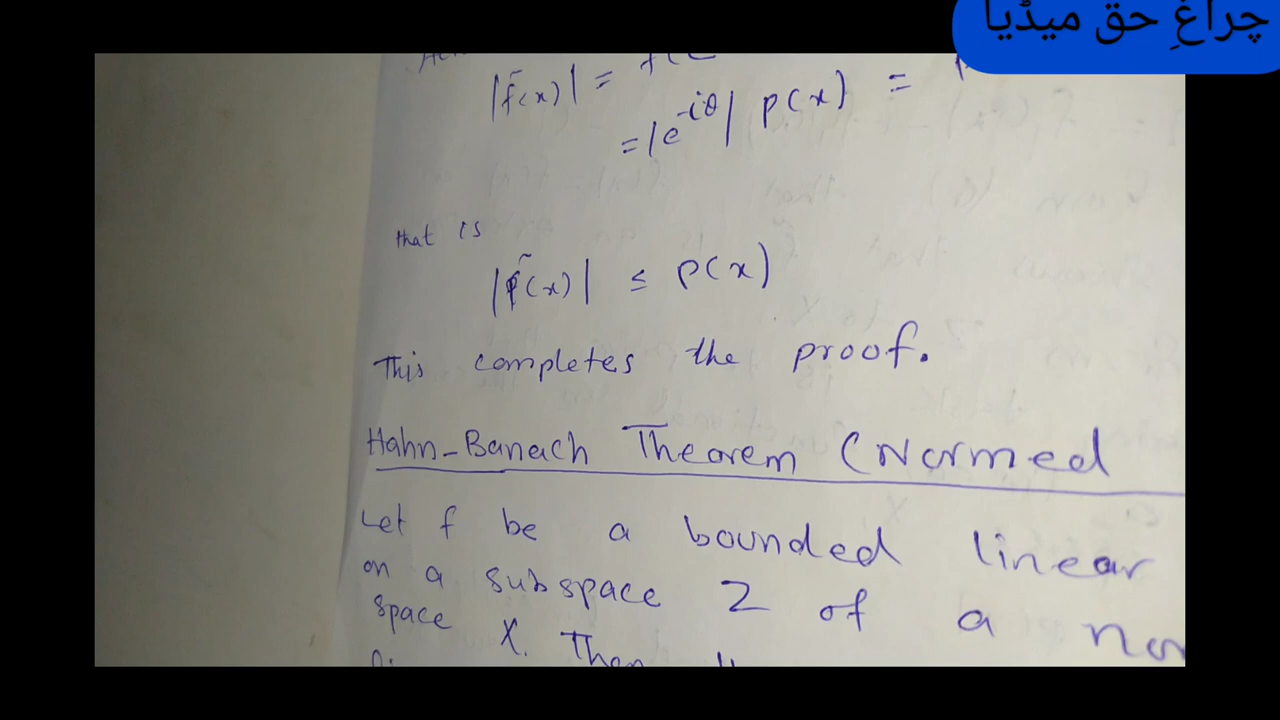 چراغِ حق میڈیا
|f̃(x)| =
= |e^{-iθ}| p(x) =
that is
|f̃(x)| ≤ p(x)
This completes the proof.
Hahn-Banach Theorem (Normed
Let f be a bounded linear
on a subspace Z of a
space X. Then